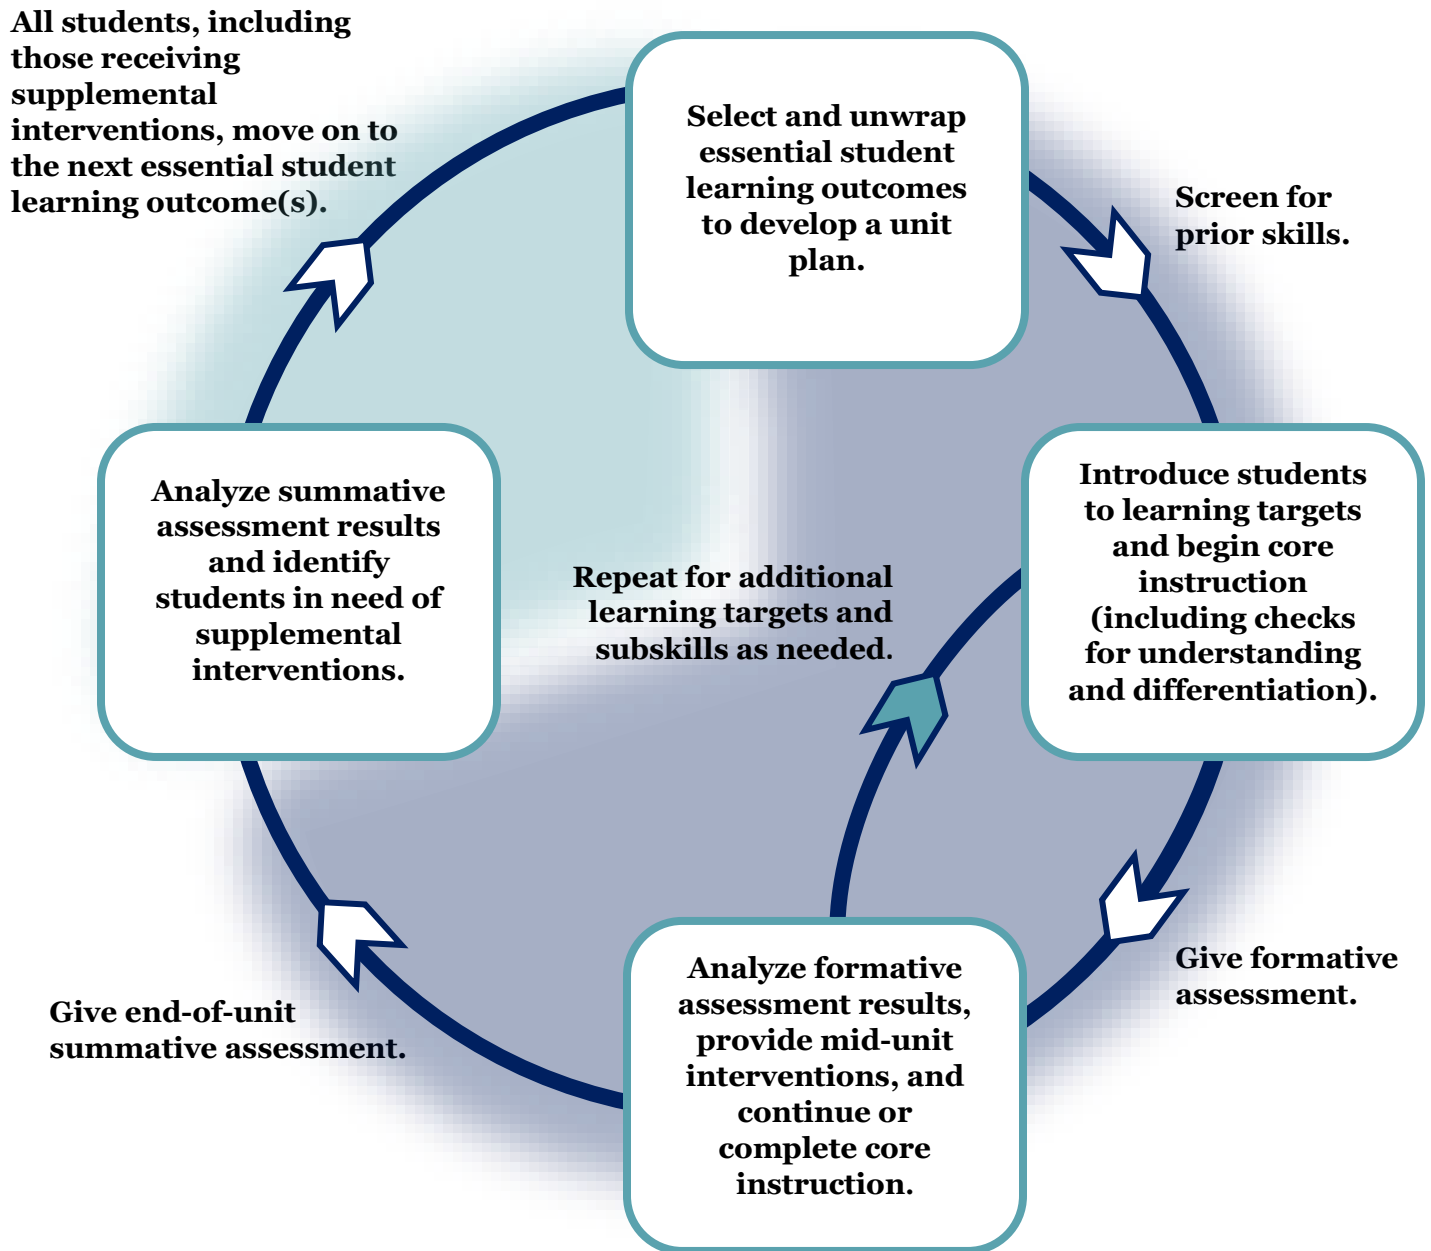 All students, including
those receiving
supplemental
interventions, move on to
the next essential student
learning outcome(s).
Select and unwrap
essential student
learning outcomes
to develop a unit
plan.
Screen for
prior skills.
Introduce students
to learning targets
and begin core
instruction
(including checks
for understanding
and differentiation).
Give formative
assessment.
Analyze formative
assessment results,
provide mid-unit
interventions, and
continue or
complete core
instruction.
Repeat for additional
learning targets and
subskills as needed.
Give end-of-unit
summative assessment.
Analyze summative
assessment results
and identify
students in need of
supplemental
interventions.